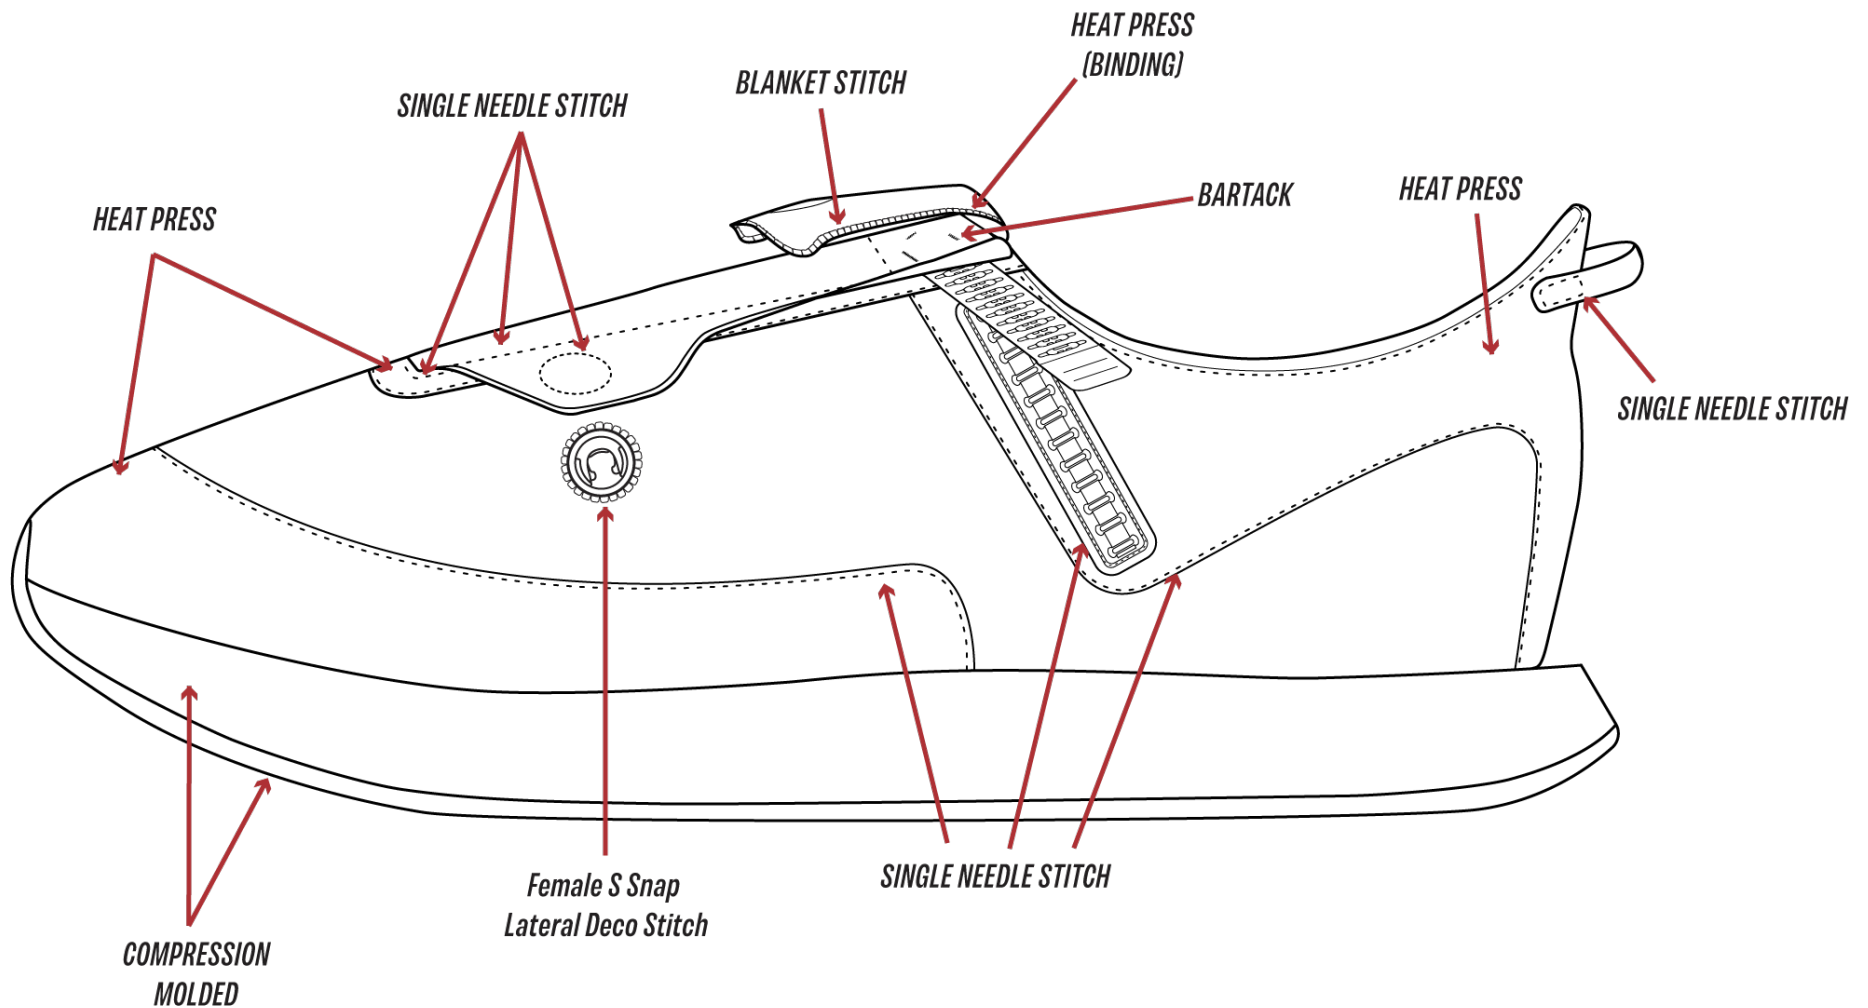 HEAT PRESS
(BINDING)
BLANKET STITCH
SINGLE NEEDLE STITCH
HEAT PRESS
BARTACK
HEAT PRESS
SINGLE NEEDLE STITCH
SINGLE NEEDLE STITCH
Female S Snap
Lateral Deco Stitch
COMPRESSION
MOLDED